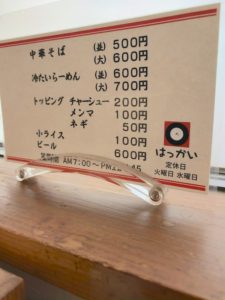 中華そば (並) 500円
(大) 600円
冷たいらーめん (並) 600円
(大) 700円
トッピング チャーシュー 200円
メンマ 100円
ネギ 50円
小ライス 100円
ビール 600円
AM7:00～PM
はっかい
定休日
火曜日 水曜日